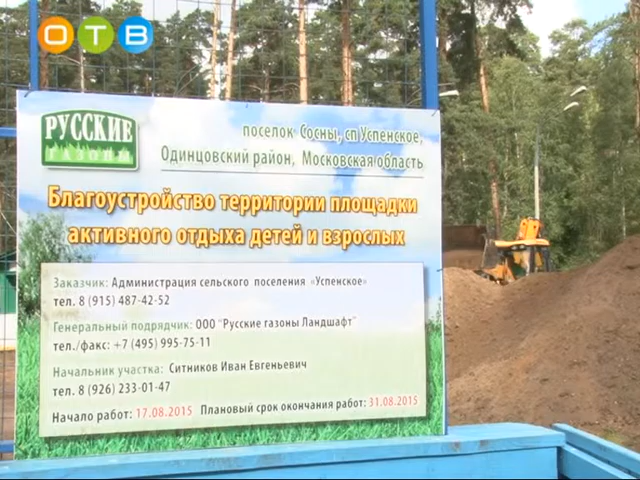 ОТВ
РУССКИЕ
ГАЗОНЫ
поселок Сосны, сп Успенское,
Одинцовский район, Московская область
Благоустройство территории площадки
активного отдыха детей и взрослых
Заказчик: Администрация сельского поселения «Успенское»
тел. 8 (915) 487-42-52
Генеральный подрядчик: ООО "Русские газоны Ландшафт"
тел./факс: +7 (495) 995-75-11
Начальник участка: Ситников Иван Евгеньевич
тел. 8 (926) 233-01-47
Начало работ: 17.08.2015 Плановый срок окончания работ: 31.08.2015